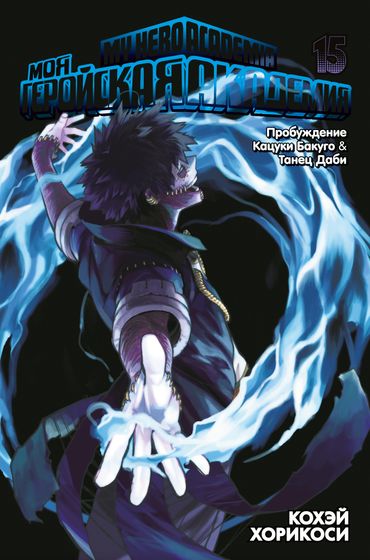 MY HERO ACADEMIA
МОЯ
ГЕРОЙСКАЯ АКАДЕМИЯ
15
Пробуждение
Кацуки Бакуго &
Танец Даби
КОХЭЙ
ХОРИКОСИ